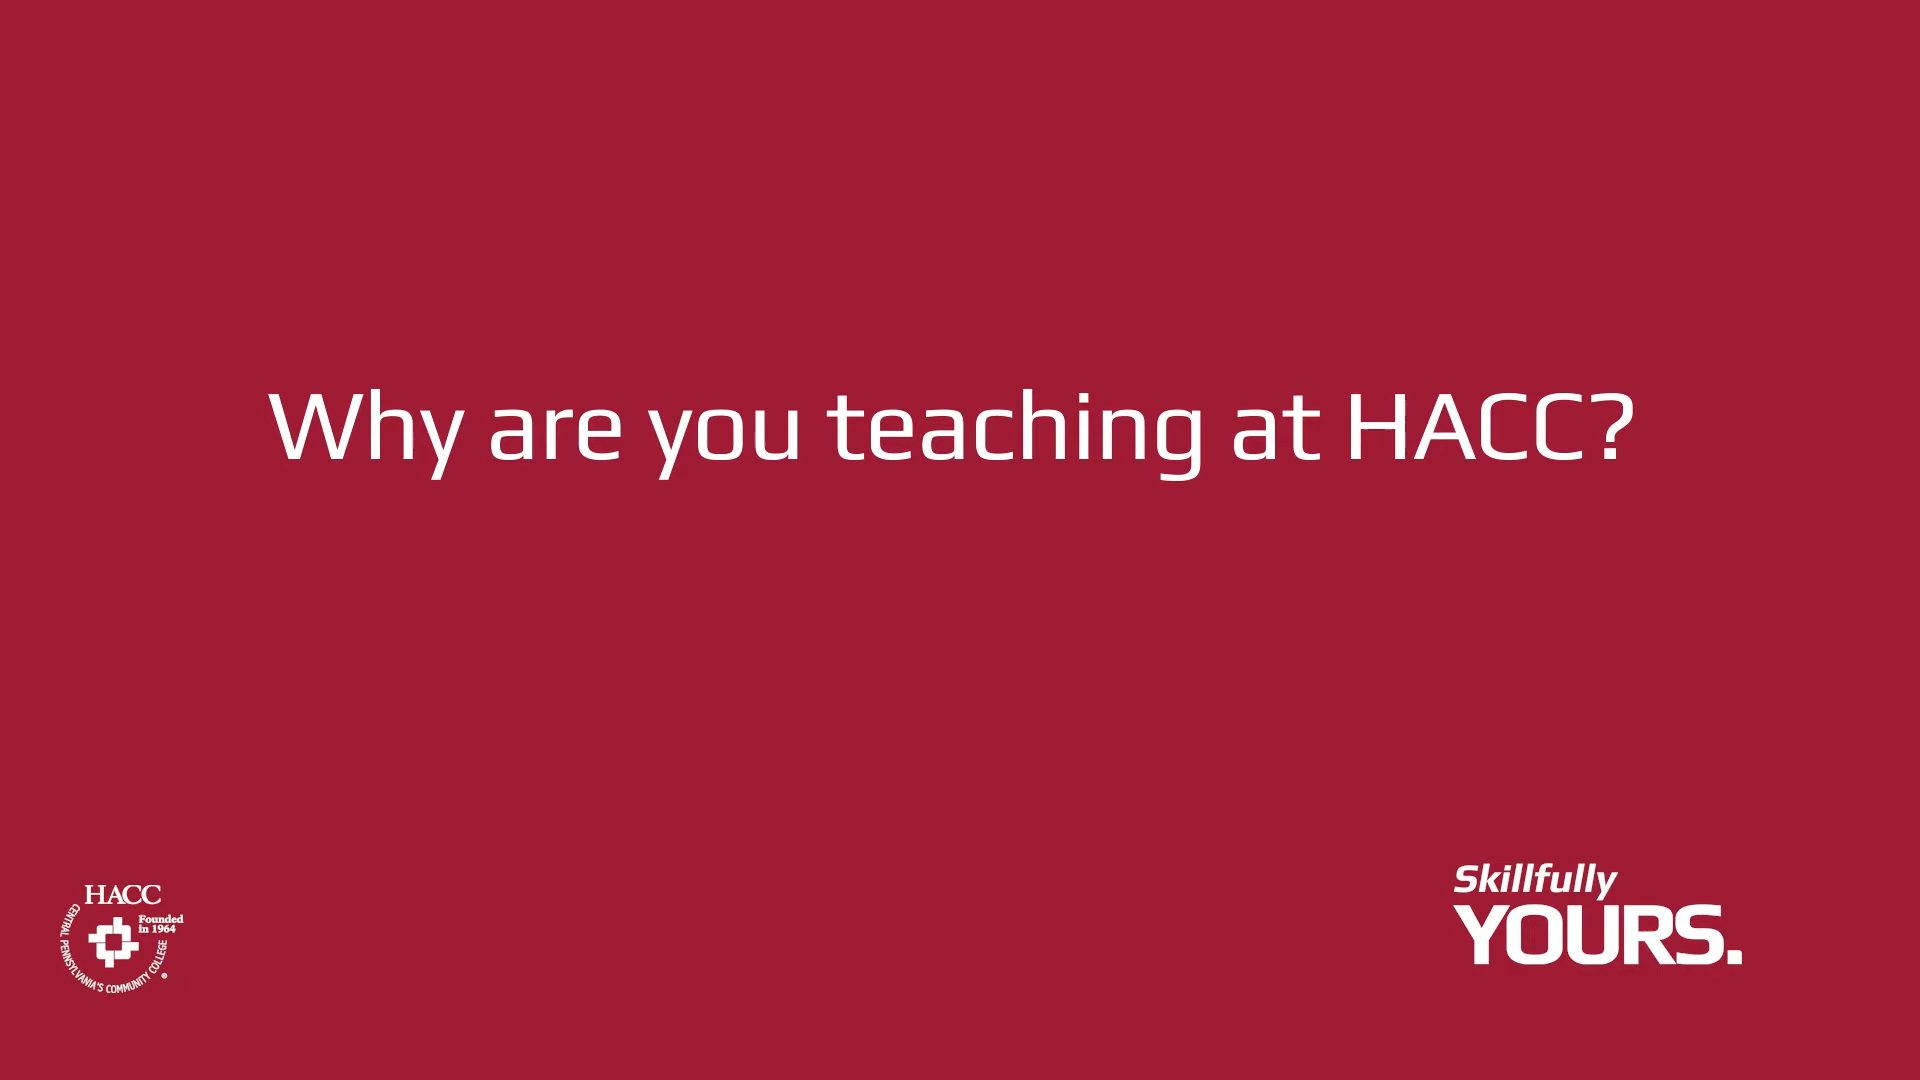 Why are you teaching at HACC?
HACC
Founded
in 1964
CENTRAL PENNSYLVANIA'S COMMUNITY COLLEGE
®
Skillfully
YOURS.